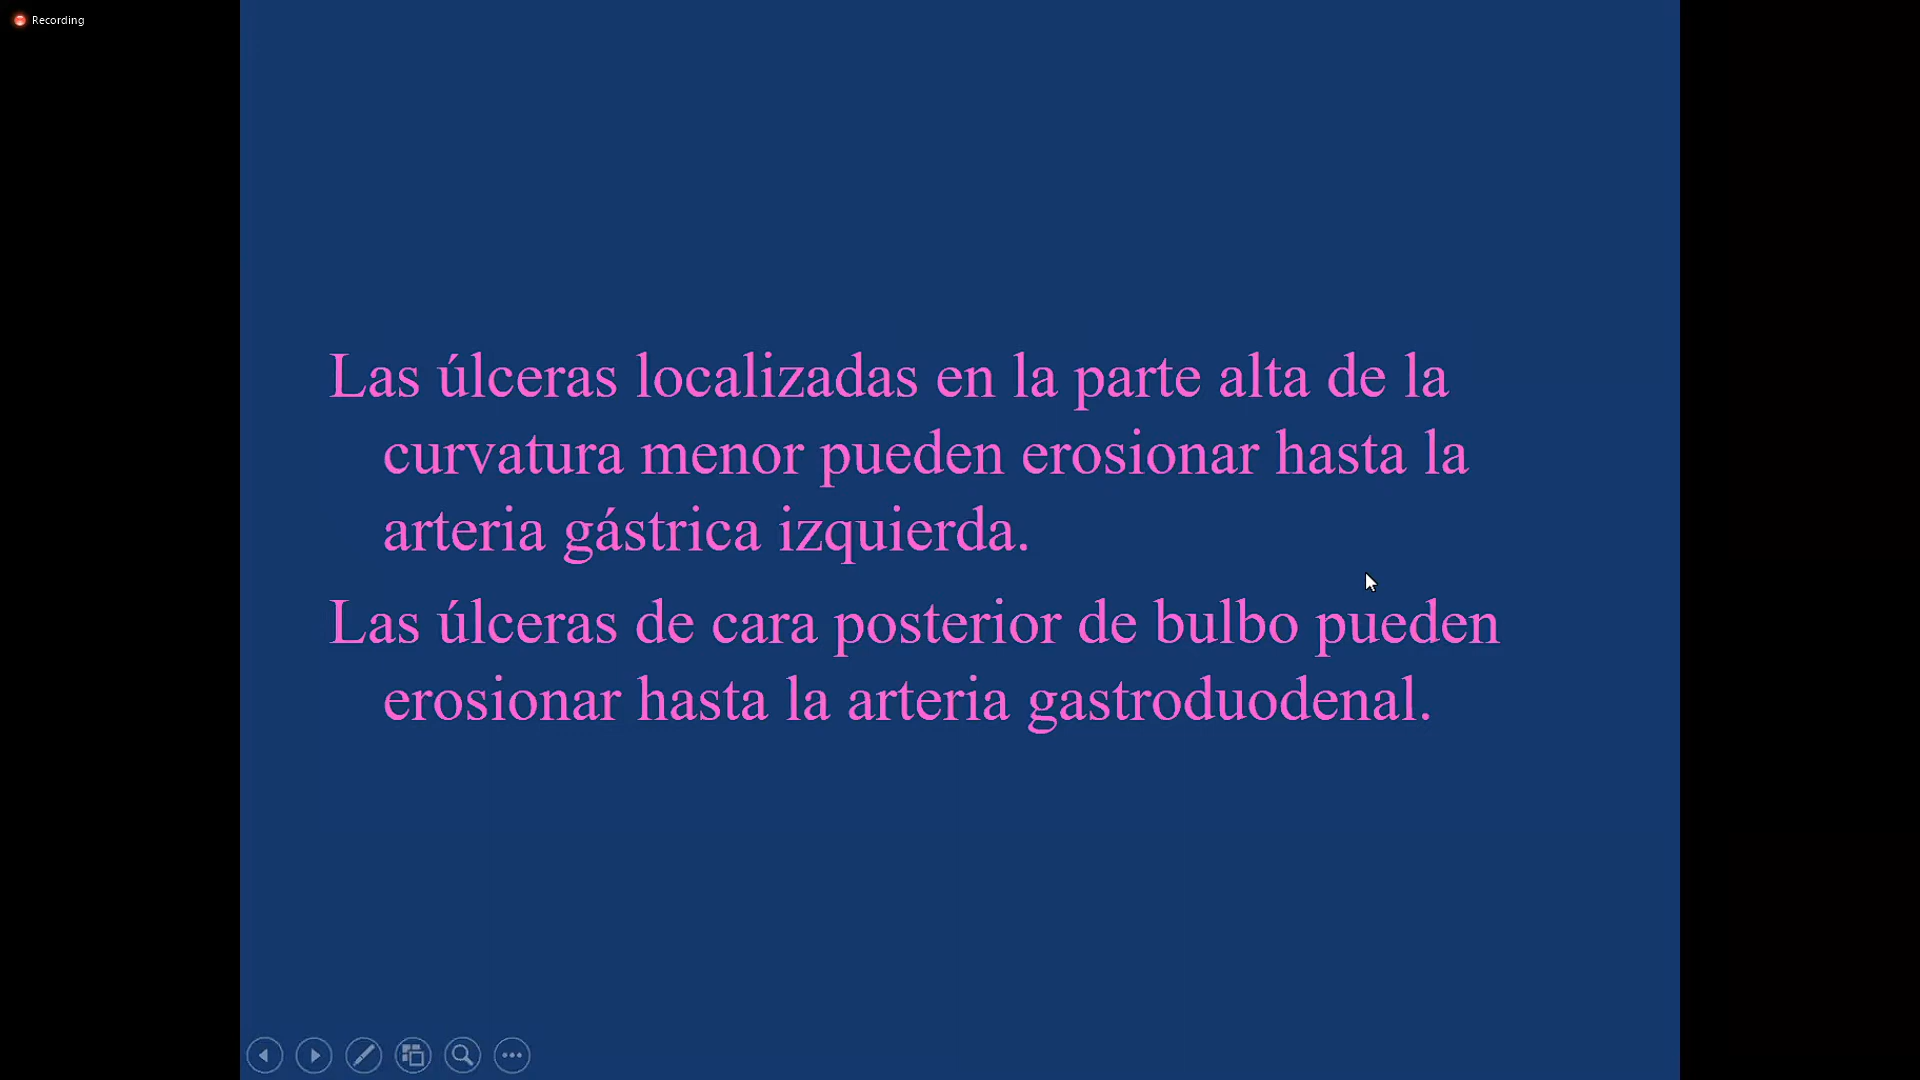 Recording
Las úlceras localizadas en la parte alta de la
curvatura menor pueden erosionar hasta la
arteria gástrica izquierda.
Las úlceras de cara posterior de bulbo pueden
erosionar hasta la arteria gastroduodenal.